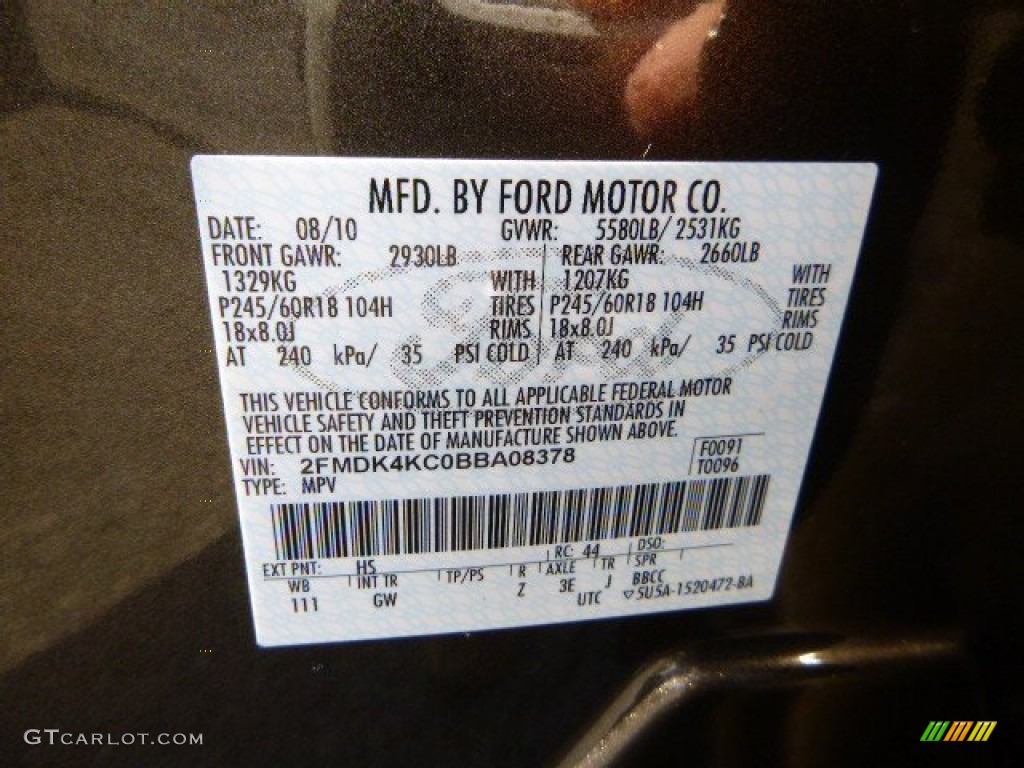 MFD. BY FORD MOTOR CO.
DATE: 08/10 GVWR: 5580LB/ 2531KG
FRONT GAWR: 2930LB REAR GAWR: 2660LB
1329KG WITH 1207KG WITH
P245/60R18 104H TIRES P245/60R18 104H TIRES
18x8.0J RIMS 18x8.0J RIMS
AT 240 kPa/ 35 PSI COLD AT 240 kPa/ 35 PSI COLD
THIS VEHICLE CONFORMS TO ALL APPLICABLE FEDERAL MOTOR
VEHICLE SAFETY AND THEFT PREVENTION STANDARDS IN
EFFECT ON THE DATE OF MANUFACTURE SHOWN ABOVE.
VIN: 2FMDK4KC0BBA08378 F0091
TYPE: MPV T0096
EXT PNT: HS RC: 44 DSO:
WB INT TR TP/PS R AXLE TR SPR
111 GW Z 3E J BBCC
UTC ▽5U5A-1520472-BA
Ford
GTcarlot.com